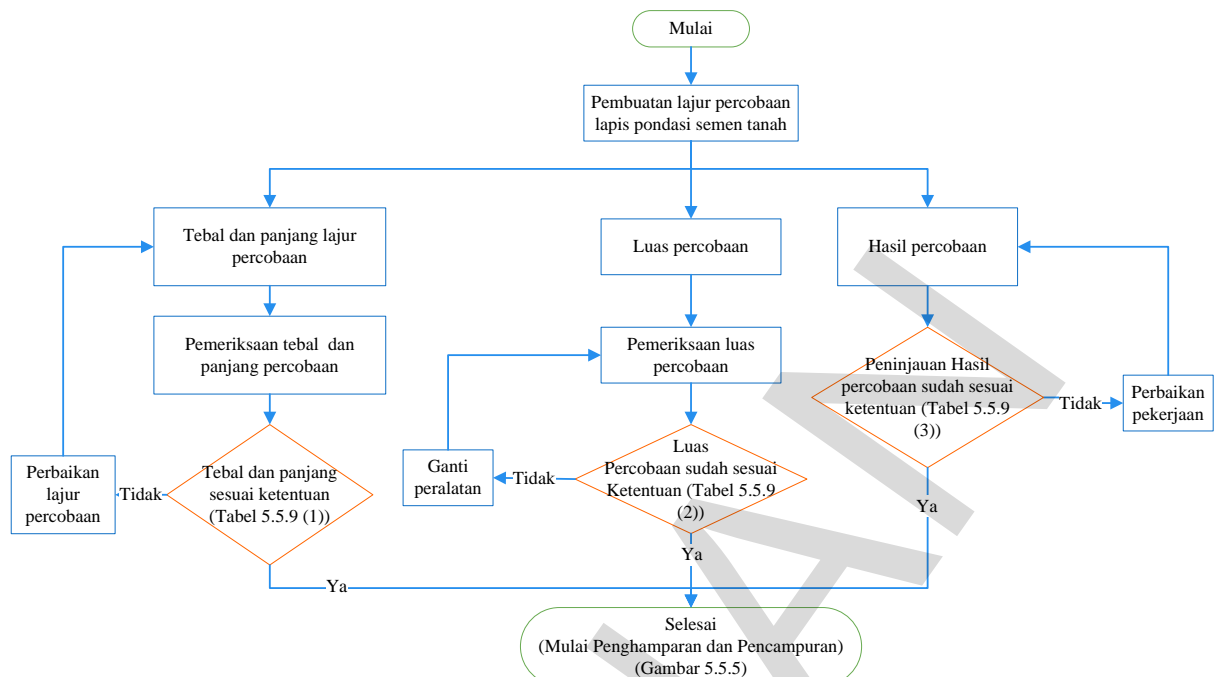 Mulai
Pembuatan lajur percobaan
lapis pondasi semen tanah
Tebal dan panjang lajur
percobaan
Luas percobaan
Hasil percobaan
Pemeriksaan tebal dan
panjang percobaan
Pemeriksaan luas
percobaan
Peninjauan Hasil
percobaan sudah sesuai
ketentuan (Tabel 5.5.9
(3))
Tidak
Perbaikan
pekerjaan
Perbaikan
lajur
percobaan
Tidak
Tebal dan panjang
sesuai ketentuan
(Tabel 5.5.9 (1))
Ganti
peralatan
Tidak
Luas
Percobaan sudah sesuai
Ketentuan (Tabel 5.5.9
(2))
Ya
Ya
Ya
Selesai
(Mulai Penghamparan dan Pencampuran)
(Gambar 5.5.5)